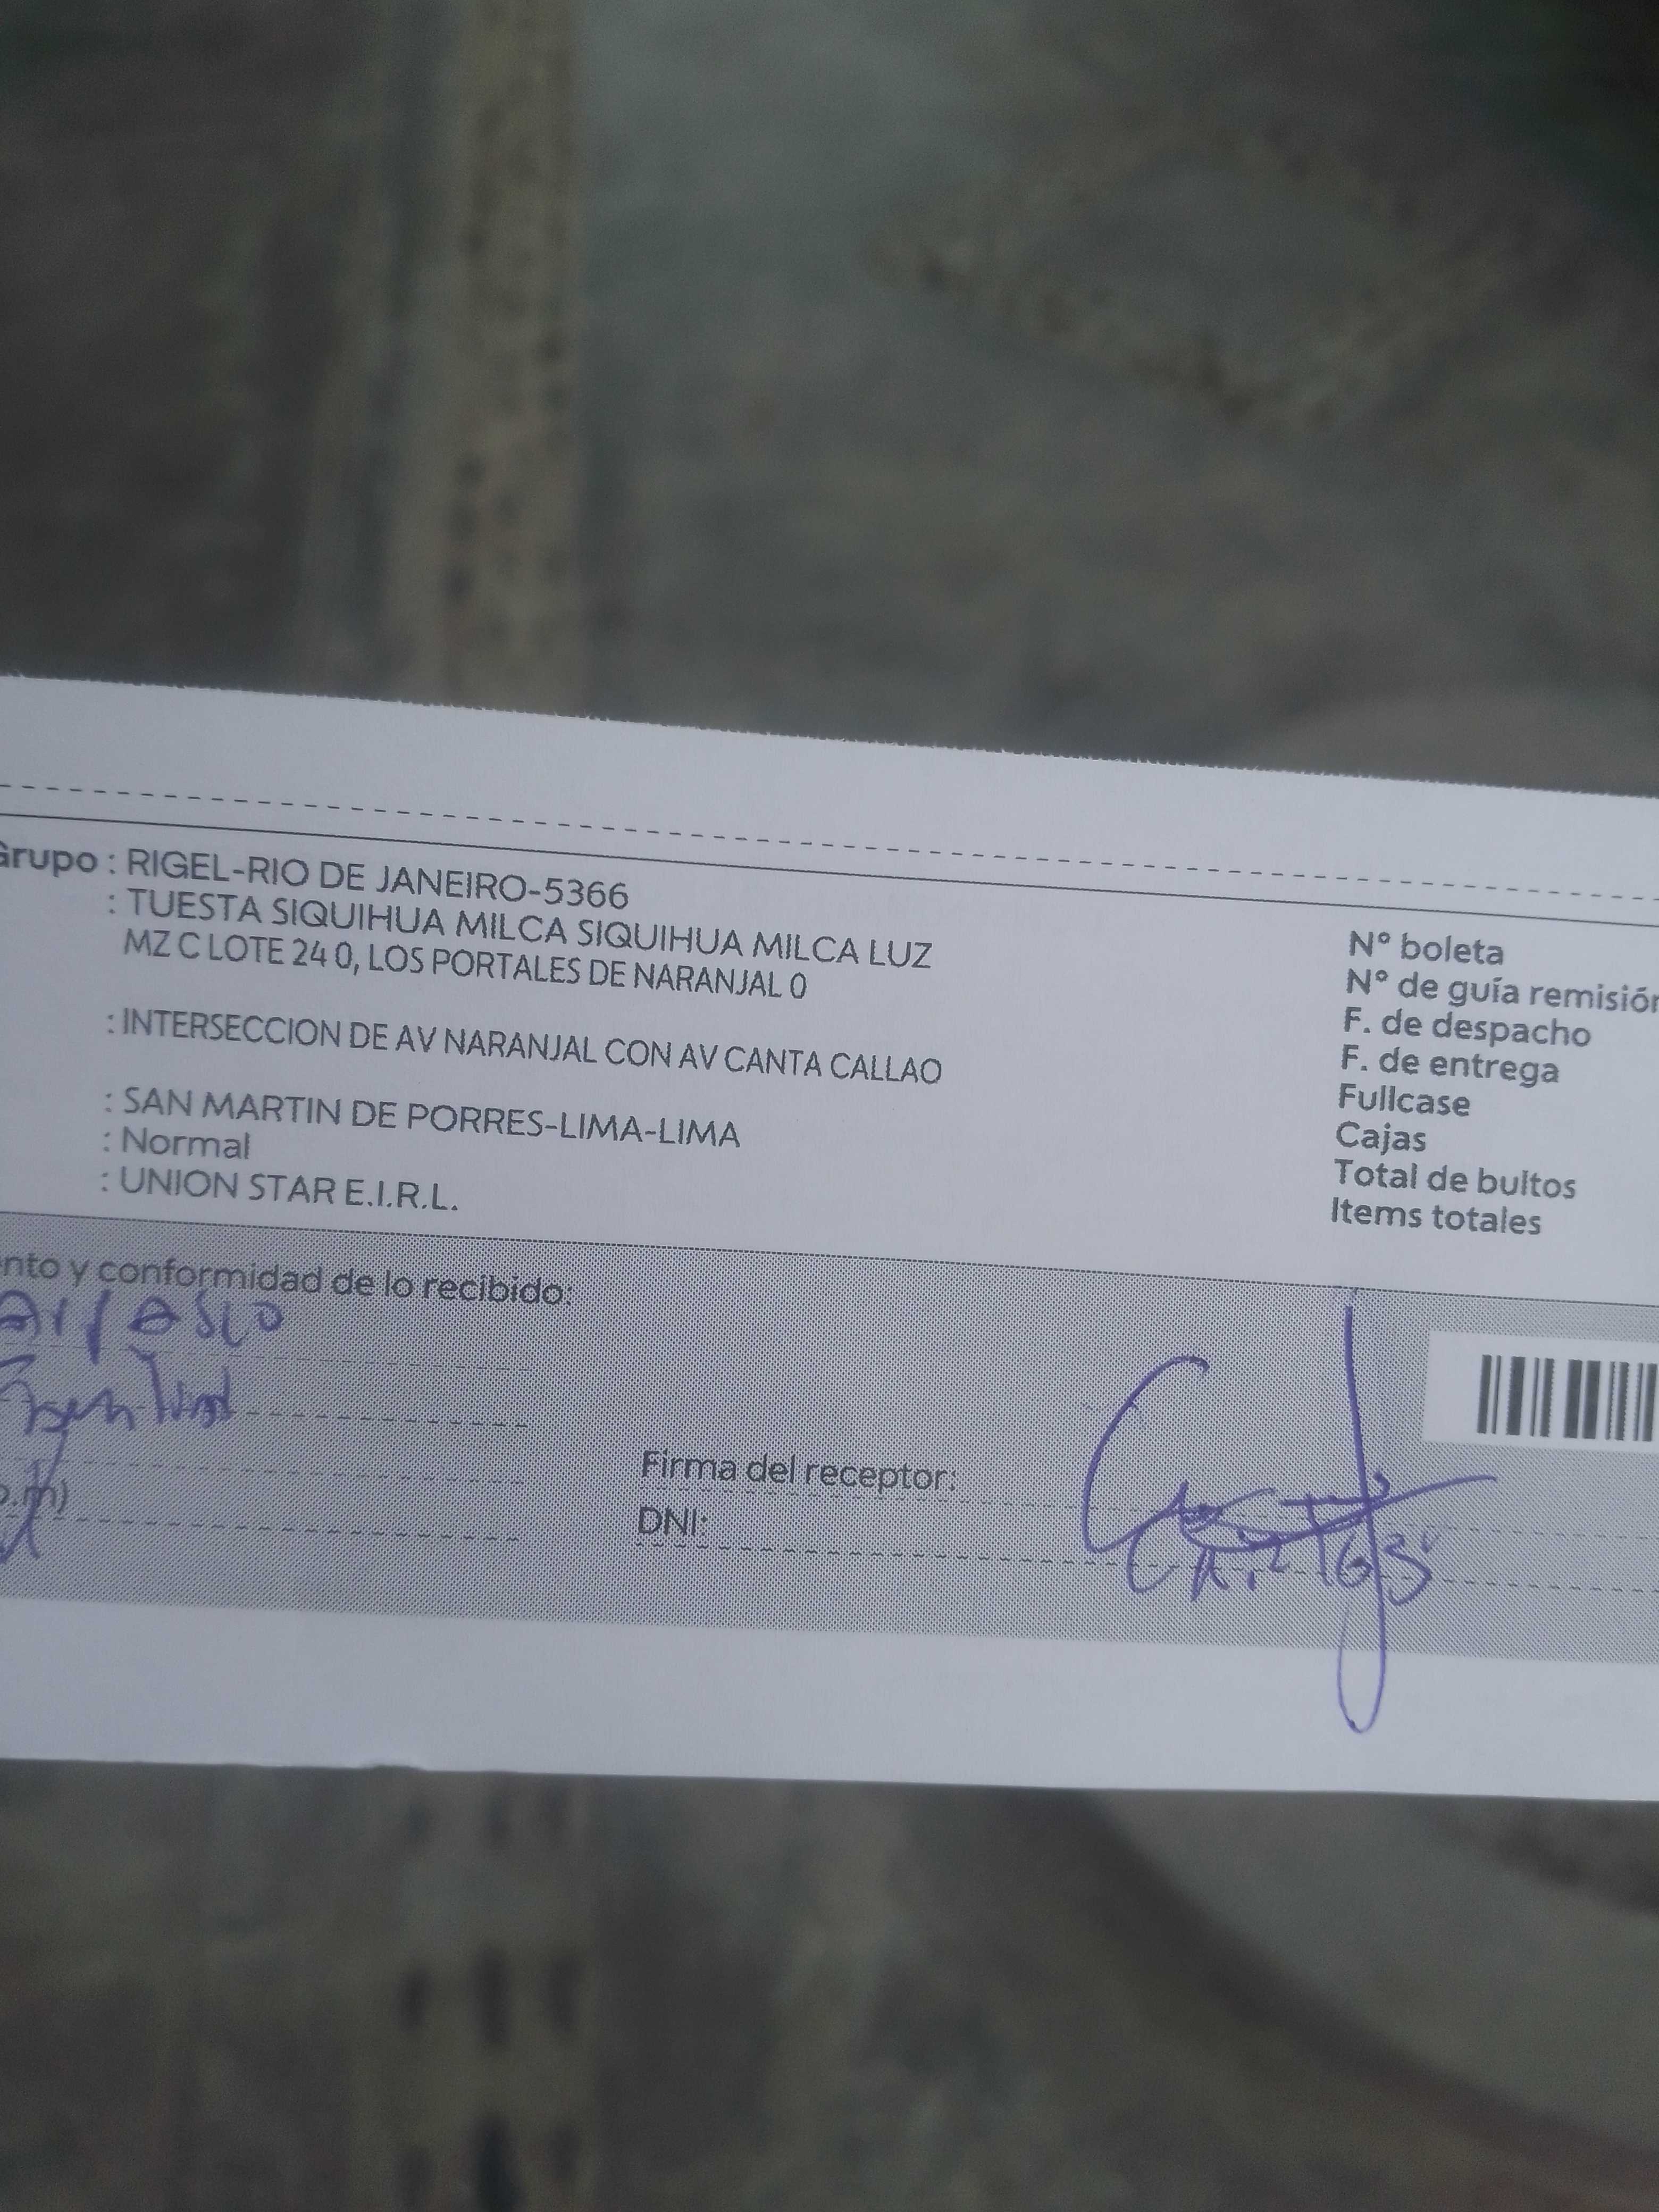 Grupo : RIGEL-RIO DE JANEIRO-5366
: TUESTA SIQUIHUA MILCA SIQUIHUA MILCA LUZ
MZ C LOTE 24 0, LOS PORTALES DE NARANJAL 0
: INTERSECCION DE AV NARANJAL CON AV CANTA CALLAO
: SAN MARTIN DE PORRES-LIMA-LIMA
: Normal
: UNION STAR E.I.R.L.
N° boleta
N° de guía remisión
F. de despacho
F. de entrega
Fullcase
Cajas
Total de bultos
Items totales
nto y conformidad de lo recibido:
Firma del receptor:
DNI: